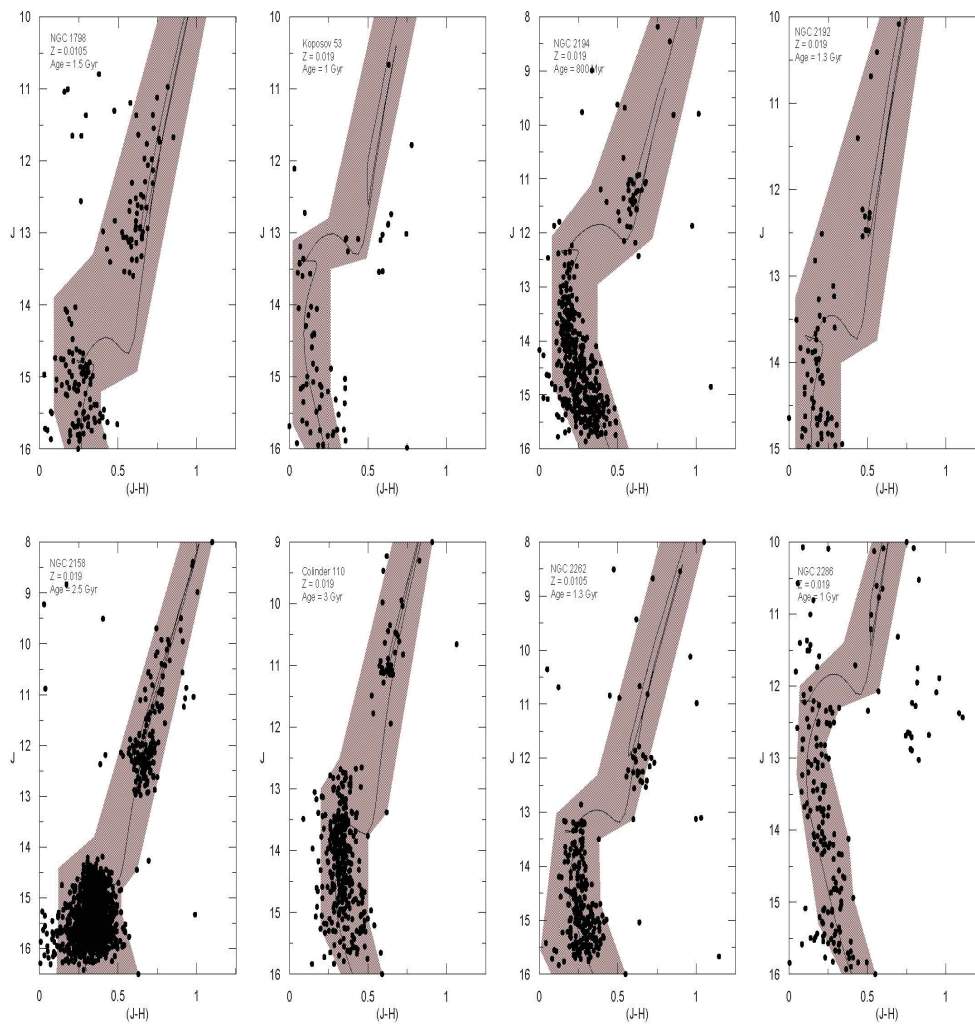 NGC 1798
Z = 0.0105
Age = 1.5 Gyr
10
11
12
J
13
14
15
16
0
0.5
1
(J-H)
Koposov 53
Z = 0.019
Age = 1 Gyr
10
11
12
J
13
14
15
16
0
0.5
1
(J-H)
NGC 2194
Z = 0.019
Age = 800 Myr
8
9
10
11
12
J
13
14
15
16
0
0.5
1
(J-H)
NGC 2192
Z = 0.019
Age = 1.3 Gyr
10
11
12
J
13
14
15
0
0.5
1
(J-H)
NGC 2158
Z = 0.019
Age = 2.5 Gyr
8
9
10
11
12
J
13
14
15
16
0
0.5
1
(J-H)
Colinder 110
Z = 0.019
Age = 3 Gyr
9
10
11
12
J
13
14
15
16
0
0.5
1
(J-H)
NGC 2262
Z = 0.0105
Age = 1.3 Gyr
8
9
10
11
12
J
13
14
15
16
0
0.5
1
(J-H)
NGC 2286
Z = 0.019
Age = 1 Gyr
10
11
12
J
13
14
15
16
0
0.5
1
(J-H)